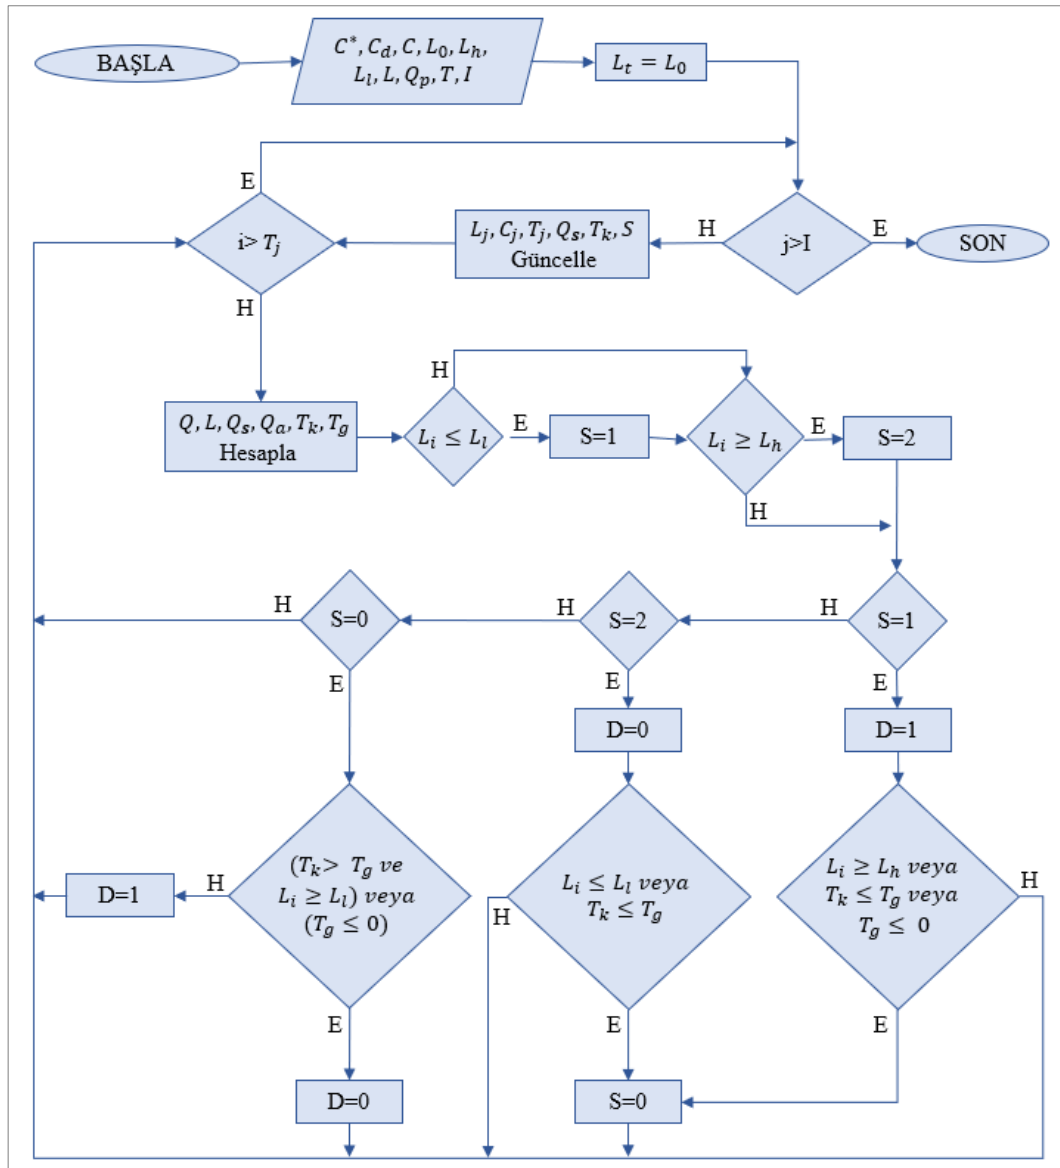 BAŞLA
C*, C_d, C, L_0, L_h,
L_l, L, Q_p, T, I
L_t = L_0
E
i> T_j
L_j, C_j, T_j, Q_s, T_k, S
Güncelle
H
j>I
E
SON
H
H
Q, L, Q_s, Q_a, T_k, T_g
Hesapla
L_i ≤ L_l
E
S=1
L_i ≥ L_h
E
S=2
H
H
S=0
H
S=2
H
S=1
E
E
E
D=0
D=1
D=1
H
(T_k> T_g ve
L_i ≥ L_l) veya
(T_g ≤ 0)
H
L_i ≤ L_l veya
T_k ≤ T_g
L_i ≥ L_h veya
T_k ≤ T_g veya
T_g ≤ 0
H
E
E
E
D=0
S=0